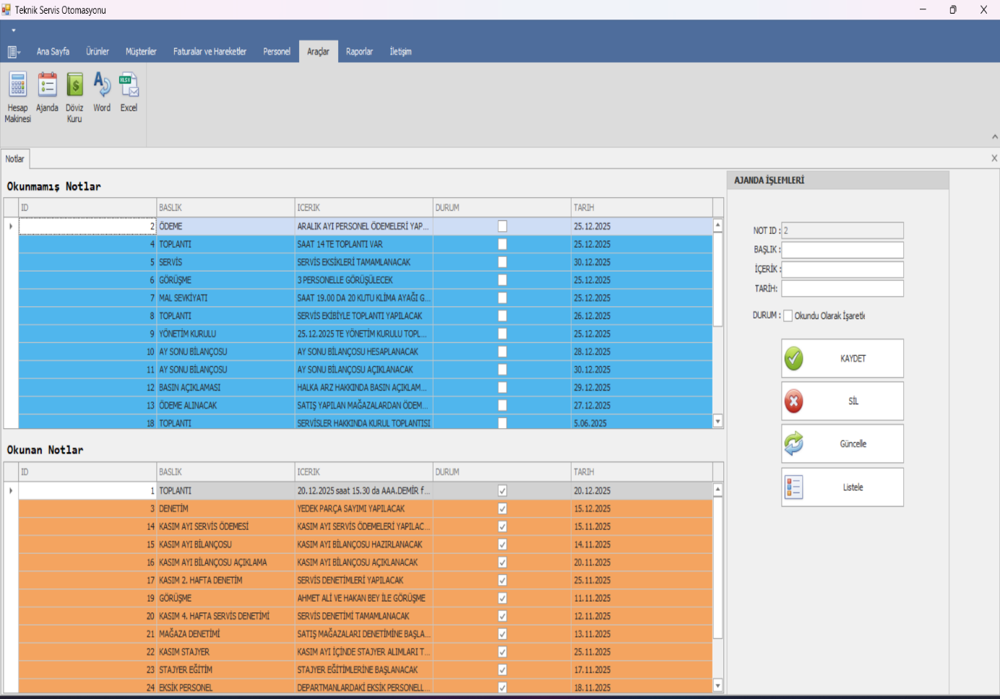 Teknik Servis Otomasyonu
Ana Sayfa Ürünler Müşteriler Faturalar ve Hareketler Personel Araçlar Raporlar İletişim
Hesap Makinesi Ajanda Döviz Kuru Word Excel
Notlar
Okunmamış Notlar
ID BASLIK ICERIK DURUM TARIH
2 ÖDEME ARALIK AYI PERSONEL ÖDEMELERİ YAP... 25.12.2025
4 TOPLANTI SAAT 14 TE TOPLANTI VAR 25.12.2025
5 SERVİS SERVİS EKSİKLERİ TAMAMLANACAK 30.12.2025
6 GÖRÜŞME 3 PERSONELLE GÖRÜŞÜLECEK 25.12.2025
7 MAL SEVKİYATI SAAT 19.00 DA 20 KUTU KLİMA AYAĞI G... 25.12.2025
8 TOPLANTI SERVİS EKİBİYLE TOPLANTI YAPILACAK 26.12.2025
9 YÖNETİM KURULU 25.12.2025 TE YÖNETİM KURULU TOPL... 25.12.2025
10 AY SONU BİLANÇOSU AY SONU BİLANÇOSU HESAPLANACAK 28.12.2025
11 AY SONU BİLANÇOSU AY SONU BİLANÇOSU AÇIKLANACAK 30.12.2025
12 BASIN AÇIKLAMASI HALKA ARZ HAKKINDA BASIN AÇIKLAM... 29.12.2025
13 ÖDEME ALINACAK SATIŞ YAPILAN MAĞAZALARDAN ÖDEM... 27.12.2025
18 TOPLANTI SERVİSLER HAKKINDA KURUL TOPLANTISI 5.06.2025
Okunan Notlar
ID BASLIK ICERIK DURUM TARIH
1 TOPLANTI 20.12.2025 saat 15.30 da AAA.DEMİR f... 20.12.2025
3 DENETİM YEDEK PARÇA SAYIMI YAPILACAK 15.12.2025
14 KASIM AYI SERVİS ÖDEMESİ KASIM AYI SERVİS ÖDEMELERİ YAPILAC... 15.11.2025
15 KASIM AYI BİLANÇOSU KASIM AYI BİLANÇOSU HAZIRLANACAK 14.11.2025
16 KASIM AYI BİLANÇOSU AÇIKLAMA KASIM AYI BİLANÇOSU AÇIKLANACAK 20.11.2025
17 KASIM 2. HAFTA DENETİM SERVİS DENETİMLERİ YAPILACAK 25.11.2025
19 GÖRÜŞME AHMET ALİ VE HAKAN BEY İLE GÖRÜŞME 11.11.2025
20 KASIM 4. HAFTA SERVİS DENETİMİ SERVİS DENETİMİ TAMAMLANACAK 12.11.2025
21 MAĞAZA DENETİMİ SATIŞ MAĞAZALARI DENETİMİNE BAŞLA... 13.11.2025
22 KASIM STAJYER KASIM AYI İÇİNDE STAJYER ALIMLARI T... 25.11.2025
23 STAJYER EĞİTİM STAJYER EĞİTİMLERİNE BAŞLANACAK 17.11.2025
24 EKSİK PERSONEL DEPARTMANLARDAKİ EKSİK PERSONELL... 18.11.2025
AJANDA İŞLEMLERİ
NOT ID : 2
BAŞLIK :
İÇERİK :
TARİH:
DURUM : Okundu Olarak İşaretle
KAYDET
SİL
Güncelle
Listele